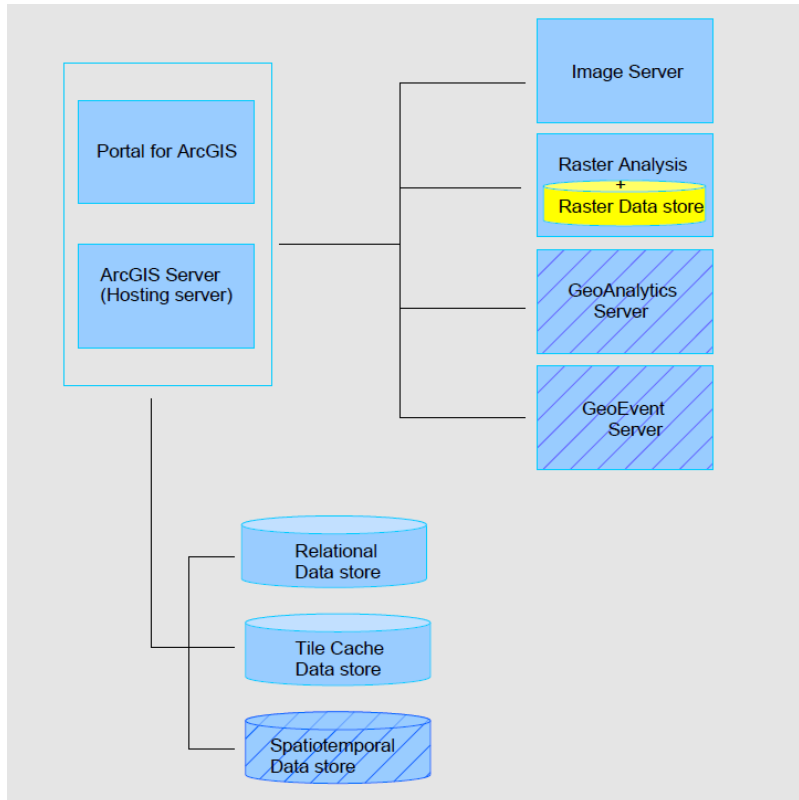 Portal for ArcGIS
ArcGIS Server
(Hosting server)
Image Server
Raster Analysis
+
Raster Data store
GeoAnalytics
Server
GeoEvent
Server
Relational
Data store
Tile Cache
Data store
Spatiotemporal
Data store